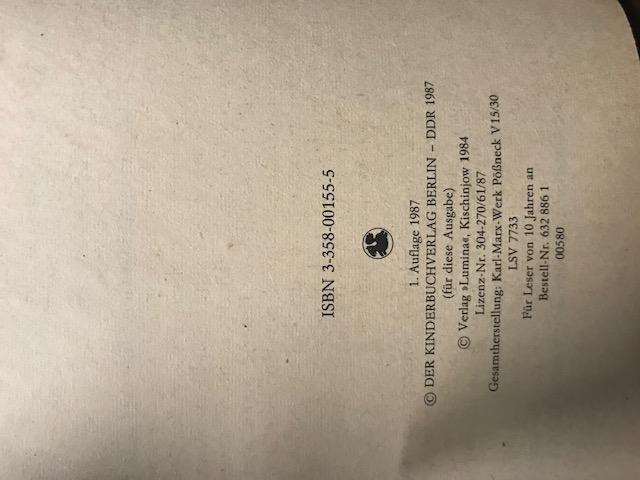 ISBN 3-358-00155-5
1. Auflage 1987
© DER KINDERBUCHVERLAG BERLIN – DDR 1987
(für diese Ausgabe)
© Verlag »Lumina«, Kischinjow 1984
Lizenz-Nr. 304-270/61/87
Gesamtherstellung: Karl-Marx-Werk Pößneck V 15/30
LSV 7733
Für Leser von 10 Jahren an
Bestell-Nr. 632 886 1
00580